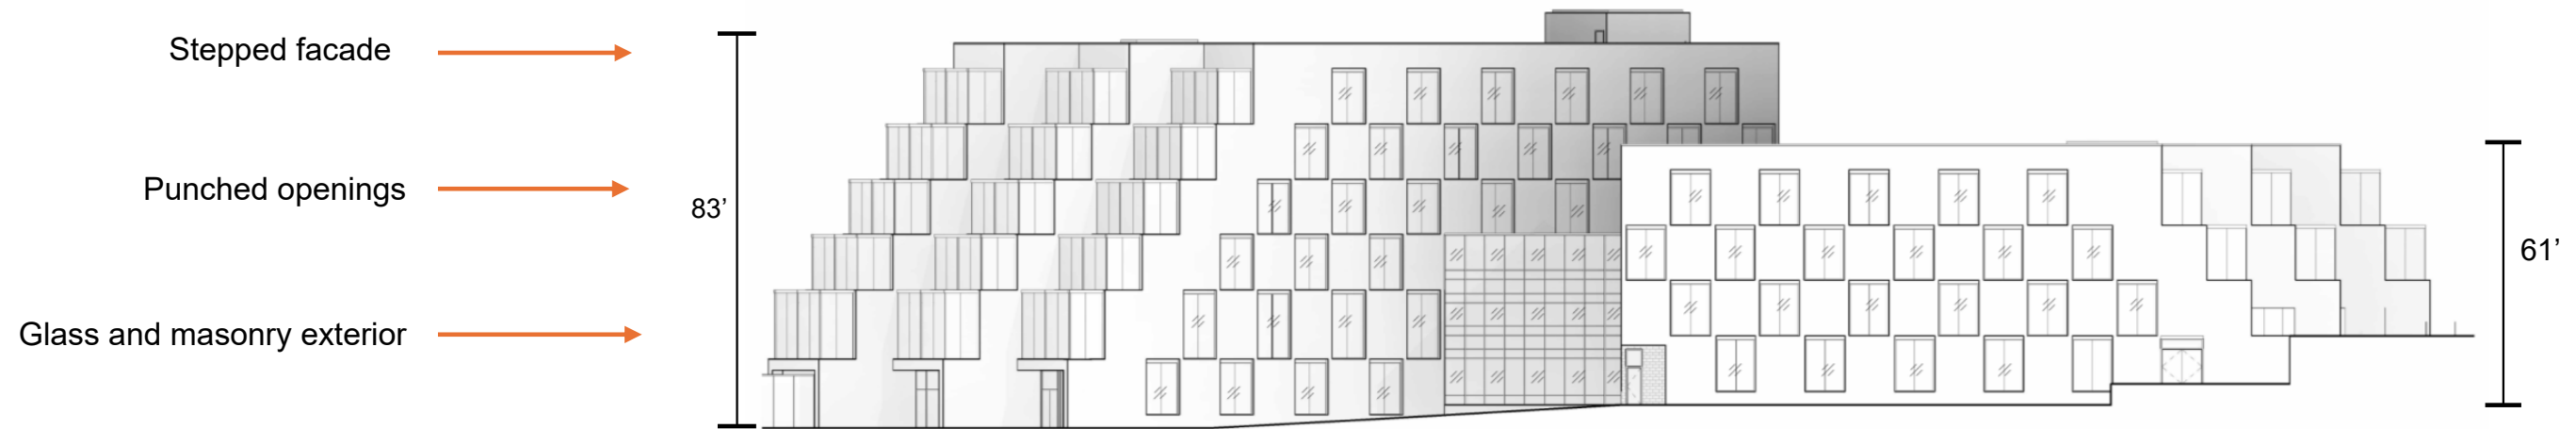 Stepped facade
Punched openings
83’
61’
Glass and masonry exterior